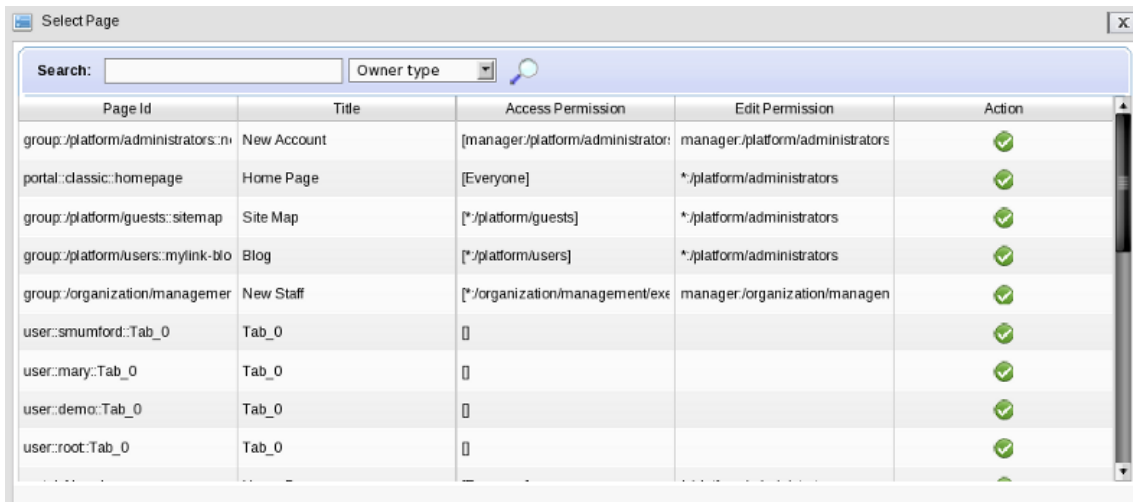 Select Page
X
Search: Owner type
Page Id Title Access Permission Edit Permission Action
group::/platform/administrators::n New Account [manager:/platform/administrator manager:/platform/administrators
portal::classic::homepage Home Page [Everyone] *:/platform/administrators
group::/platform/guests::sitemap Site Map [*:/platform/guests] *:/platform/administrators
group::/platform/users::mylink-blo Blog [*:/platform/users] *:/platform/administrators
group::/organization/managemer New Staff [*:/organization/management/exe manager:/organization/managen
user::smumford::Tab_0 Tab_0 []
user::mary::Tab_0 Tab_0 []
user::demo::Tab_0 Tab_0 []
user::root::Tab_0 Tab_0 []